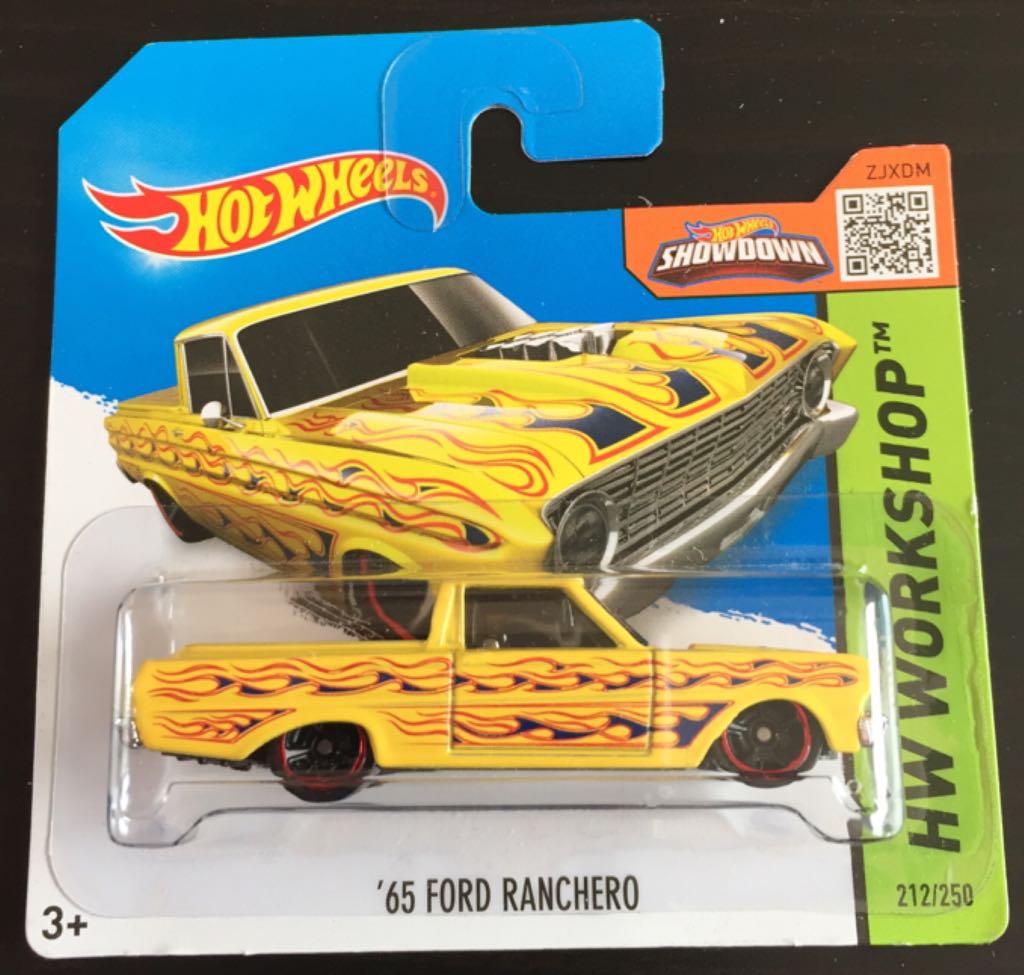 HOT WHEELS®
ZJXDM
HOT WHEELS
SHOWDOWN
HW WORKSHOP™
'65 FORD RANCHERO
3+
212/250